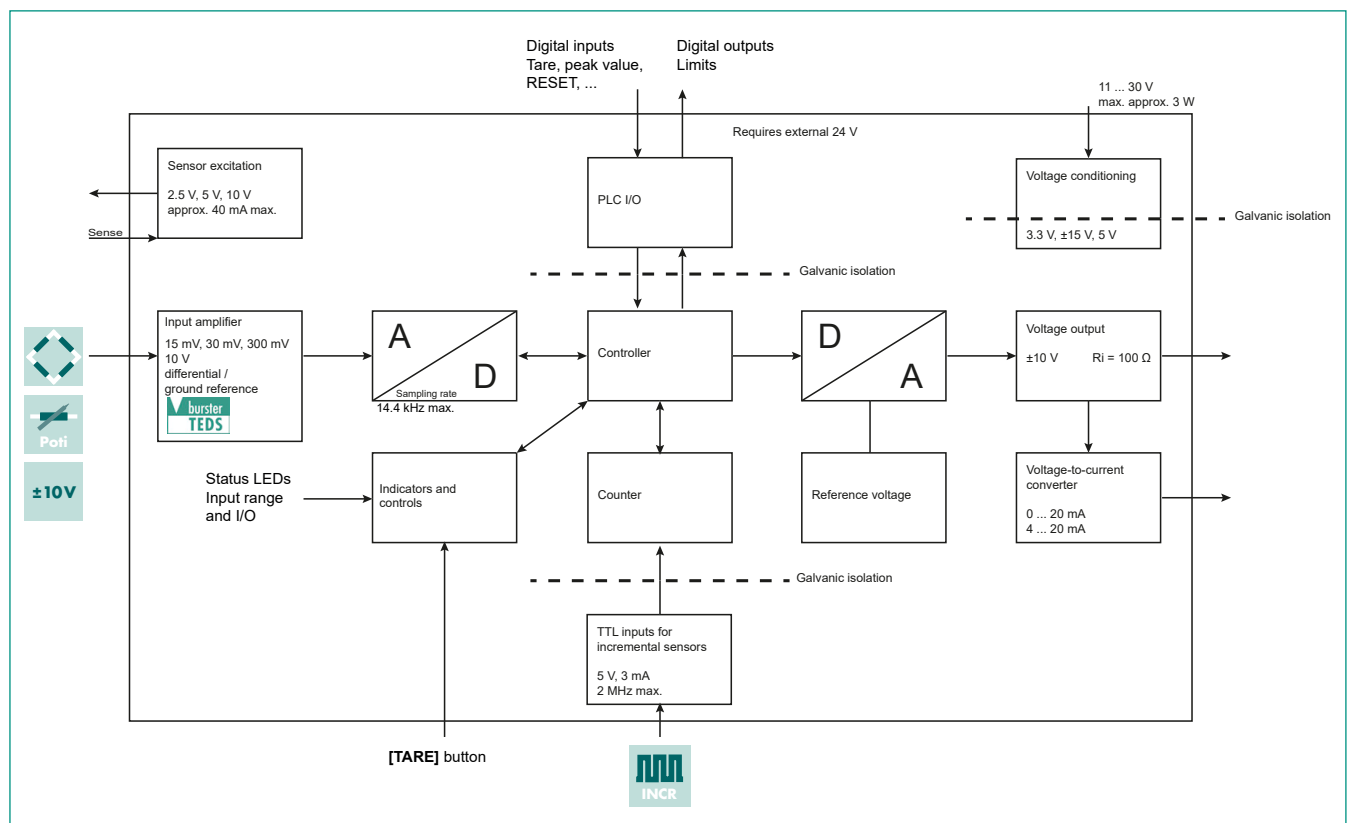 Digital inputs
Tare, peak value,
RESET, ...
Digital outputs
Limits
11 ... 30 V
max. approx. 3 W
Requires external 24 V
Sensor excitation
2.5 V, 5 V, 10 V
approx. 40 mA max.
Sense
PLC I/O
Voltage conditioning
3.3 V, ±15 V, 5 V
Galvanic isolation
Galvanic isolation
Input amplifier
15 mV, 30 mV, 300 mV
10 V
differential /
ground reference
burster
TEDS
A
D
Sampling rate
14.4 kHz max.
Controller
D
A
Voltage output
±10 V Ri = 100 Ω
Poti
±10V
Status LEDs
Input range
and I/O
Indicators and
controls
Counter
Reference voltage
Voltage-to-current
converter
0 ... 20 mA
4 ... 20 mA
Galvanic isolation
TTL inputs for
incremental sensors
5 V, 3 mA
2 MHz max.
[TARE] button
INCR